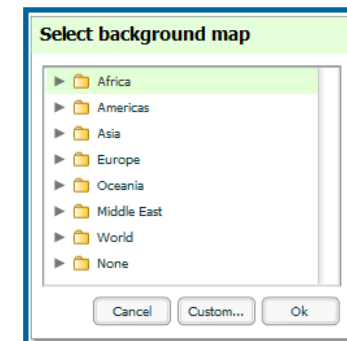 Select background map
Africa
Americas
Asia
Europe
Oceania
Middle East
World
None
Cancel Custom... Ok